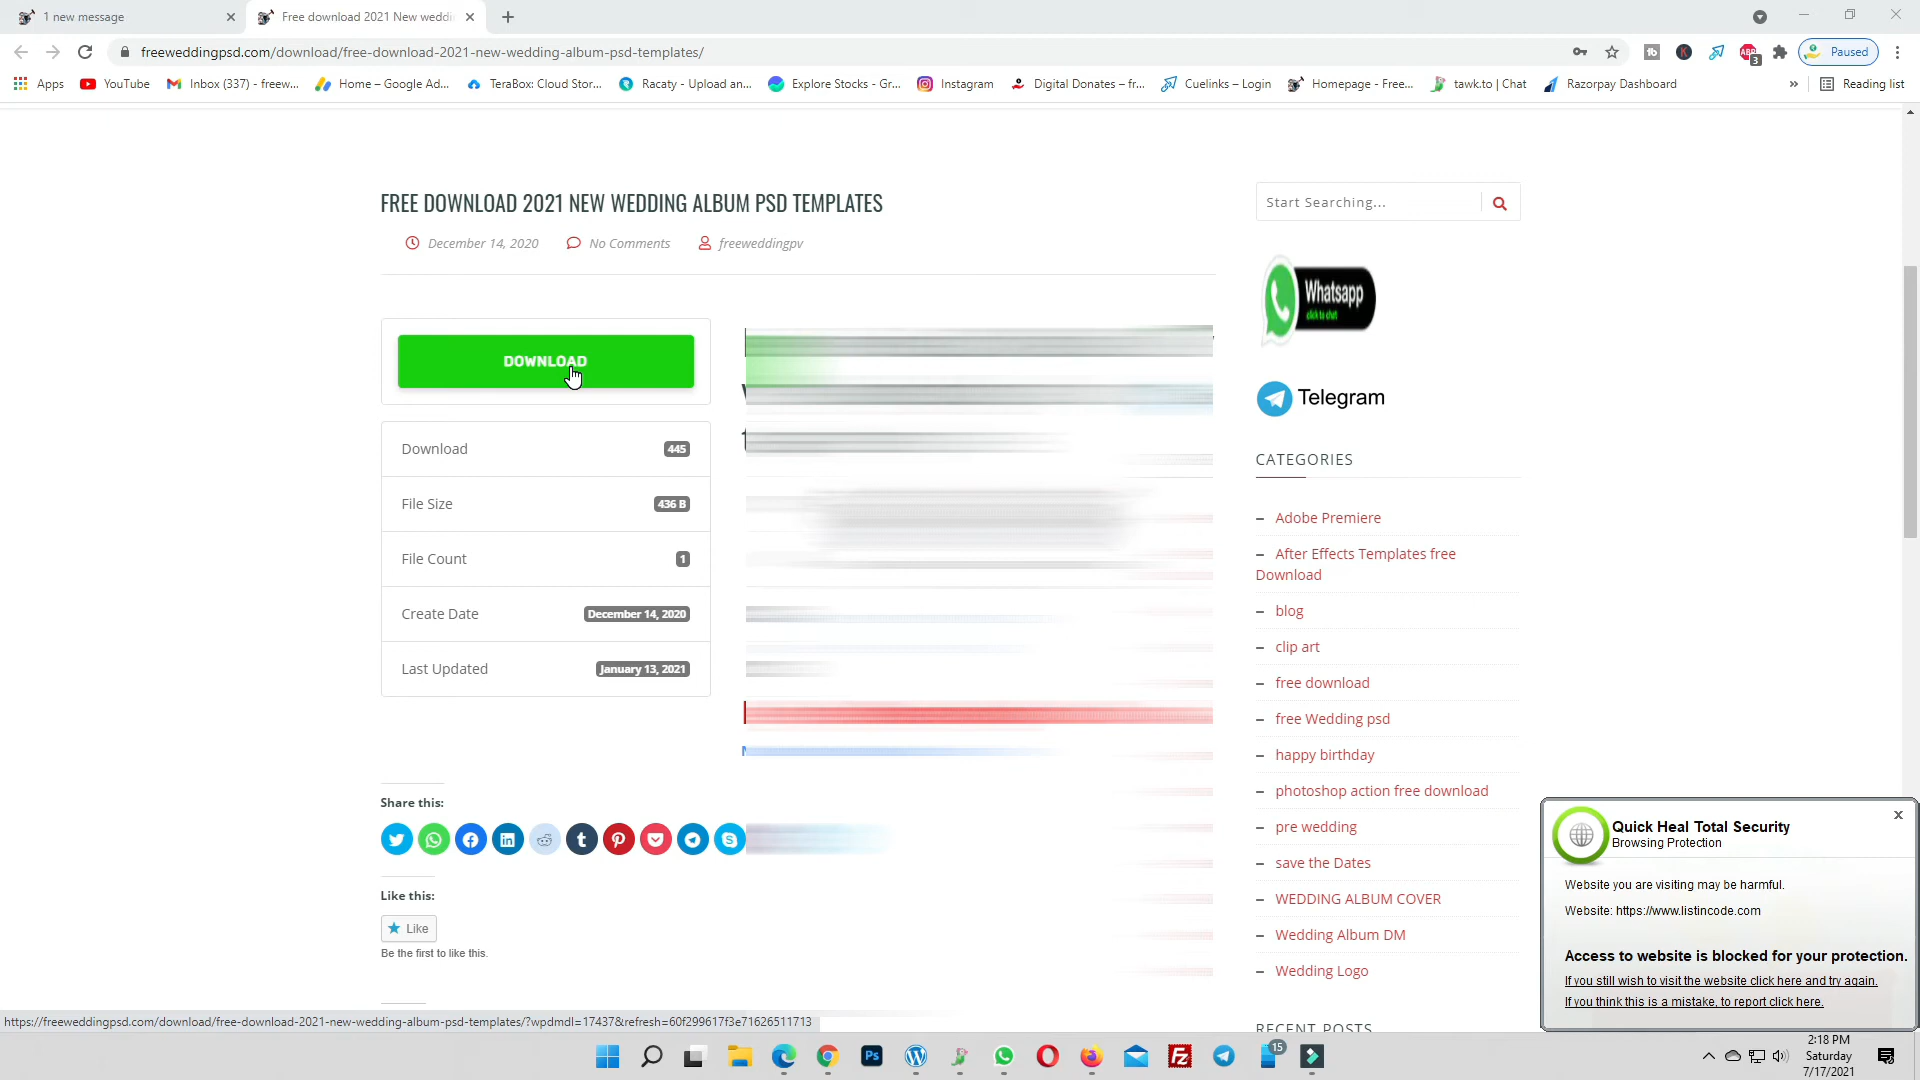 1 new message
Free download 2021 New weddi
freeweddingpsd.com/download/free-download-2021-new-wedding-album-psd-templates/
Paused
Apps
YouTube
Inbox (337) - freew...
Home – Google Ad...
TeraBox: Cloud Stor...
Racaty - Upload an...
Explore Stocks - Gr...
Instagram
Digital Donates – fr...
Cuelinks – Login
Homepage - Free...
tawk.to | Chat
Razorpay Dashboard
»
Reading list
FREE DOWNLOAD 2021 NEW WEDDING ALBUM PSD TEMPLATES
December 14, 2020
No Comments
freeweddingpv
Start Searching...
DOWNLOAD
Whatsapp
click to chat
Telegram
Download 445
File Size 436 B
File Count 1
Create Date December 14, 2020
Last Updated January 13, 2021
CATEGORIES
– Adobe Premiere
– After Effects Templates free
Download
– blog
– clip art
– free download
– free Wedding psd
– happy birthday
– photoshop action free download
– pre wedding
– save the Dates
– WEDDING ALBUM COVER
– Wedding Album DM
– Wedding Logo
RECENT POSTS
Share this:
Like this:
Like
Be the first to like this.
Quick Heal Total Security
Browsing Protection
x
Website you are visiting may be harmful.
Website: https://www.listincode.com
Access to website is blocked for your protection.
If you still wish to visit the website click here and try again.
If you think this is a mistake, to report click here.
https://freeweddingpsd.com/download/free-download-2021-new-wedding-album-psd-templates/?wpdmdl=17437&refresh=60f299617f3e71626511713
Ps
Fz
15
2:18 PM
Saturday
7/17/2021